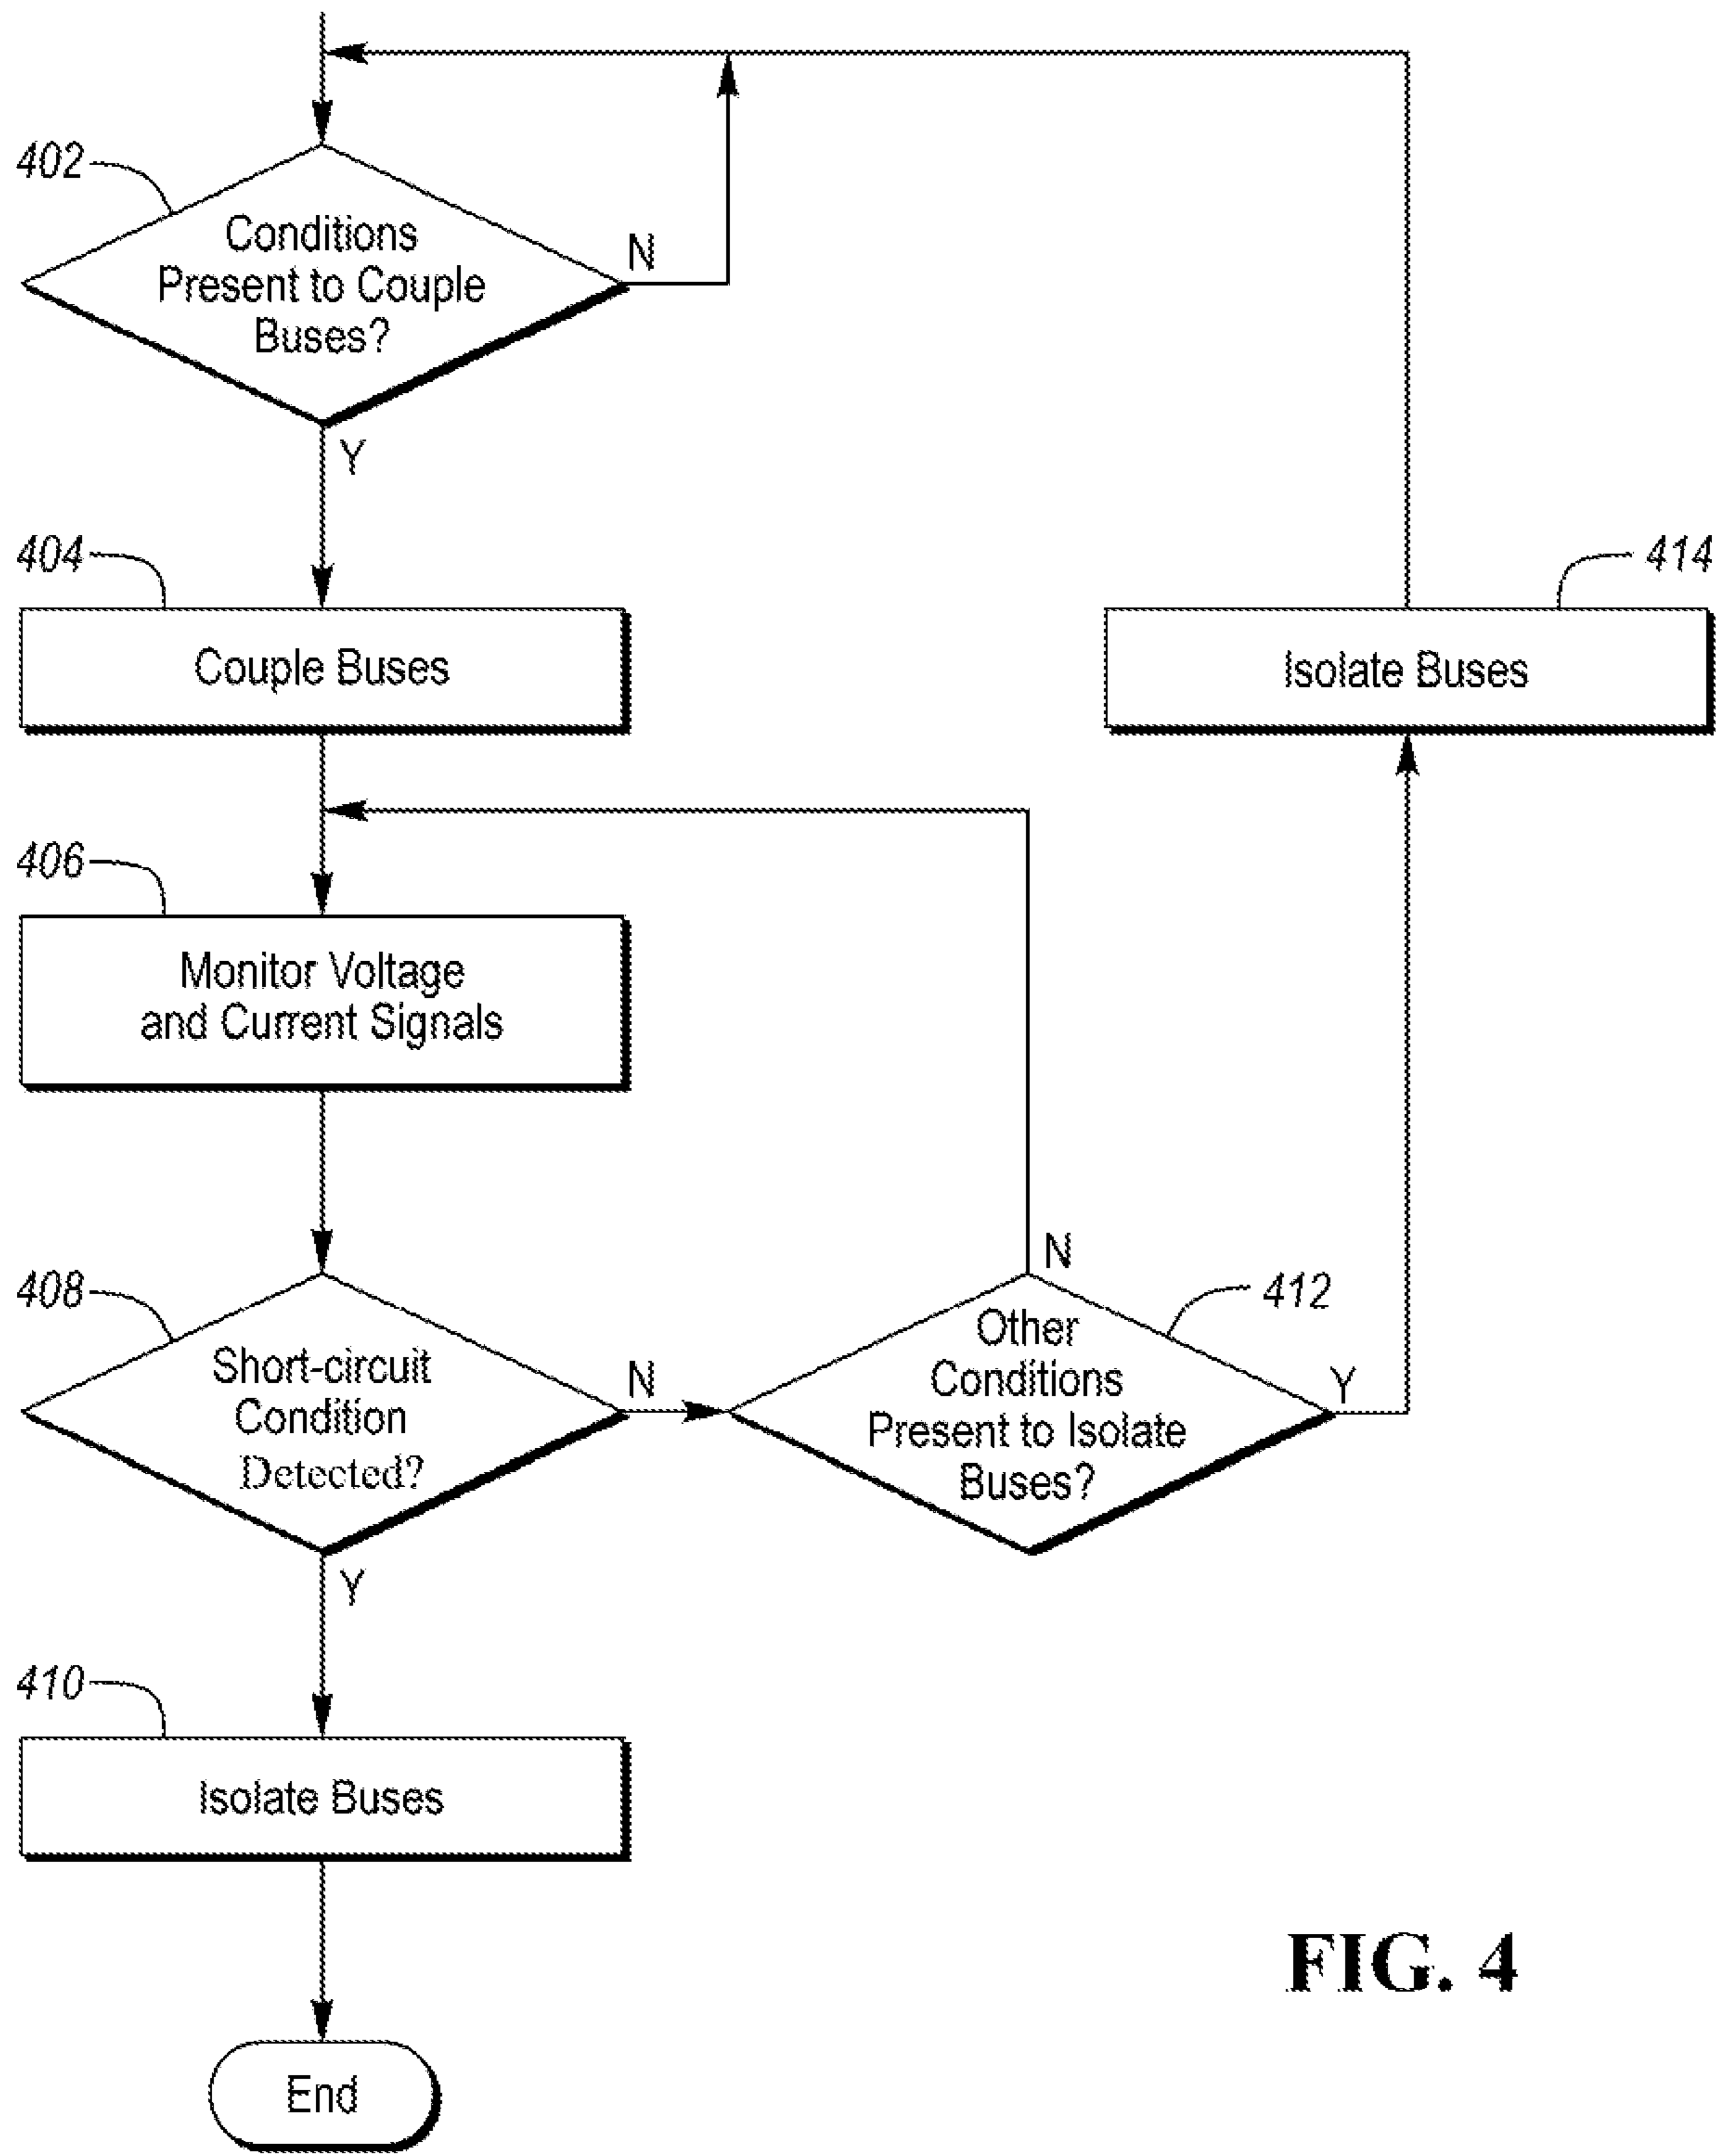 402
Conditions
Present to Couple
Buses?
N
Y
404
Couple Buses
414
Isolate Buses
406
Monitor Voltage
and Current Signals
408
Short-circuit
Condition
Detected?
N
Y
N
412
Other
Conditions
Present to Isolate
Buses?
Y
410
Isolate Buses
End
FIG. 4